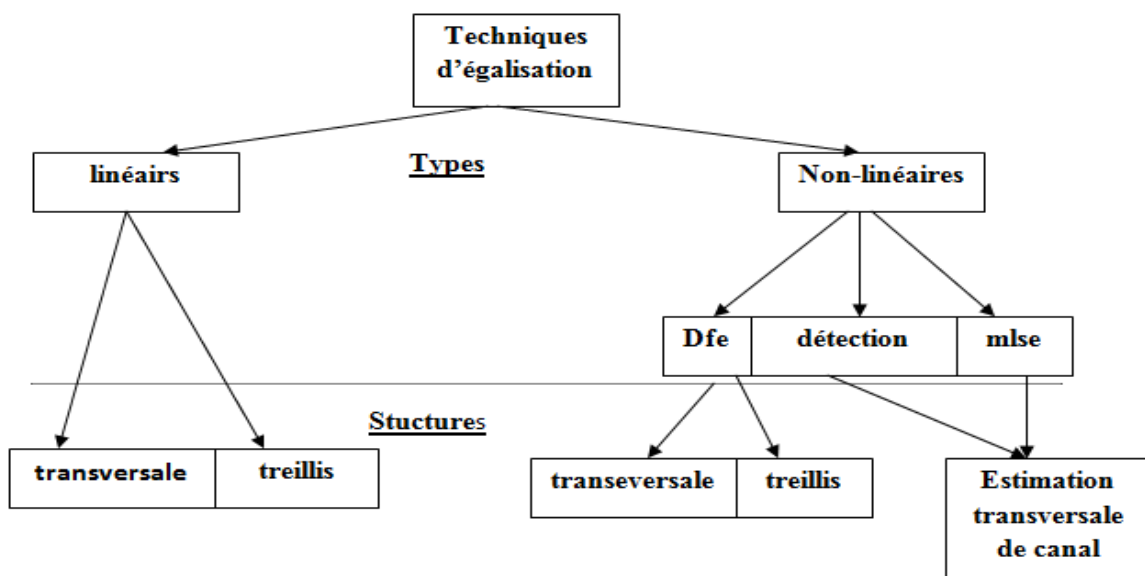 Techniques
d'égalisation
linéairs
Types
Non-linéaires
Dfe
détection
mlse
Stuctures
transversale
treillis
transeversale
treillis
Estimation
transversale
de canal